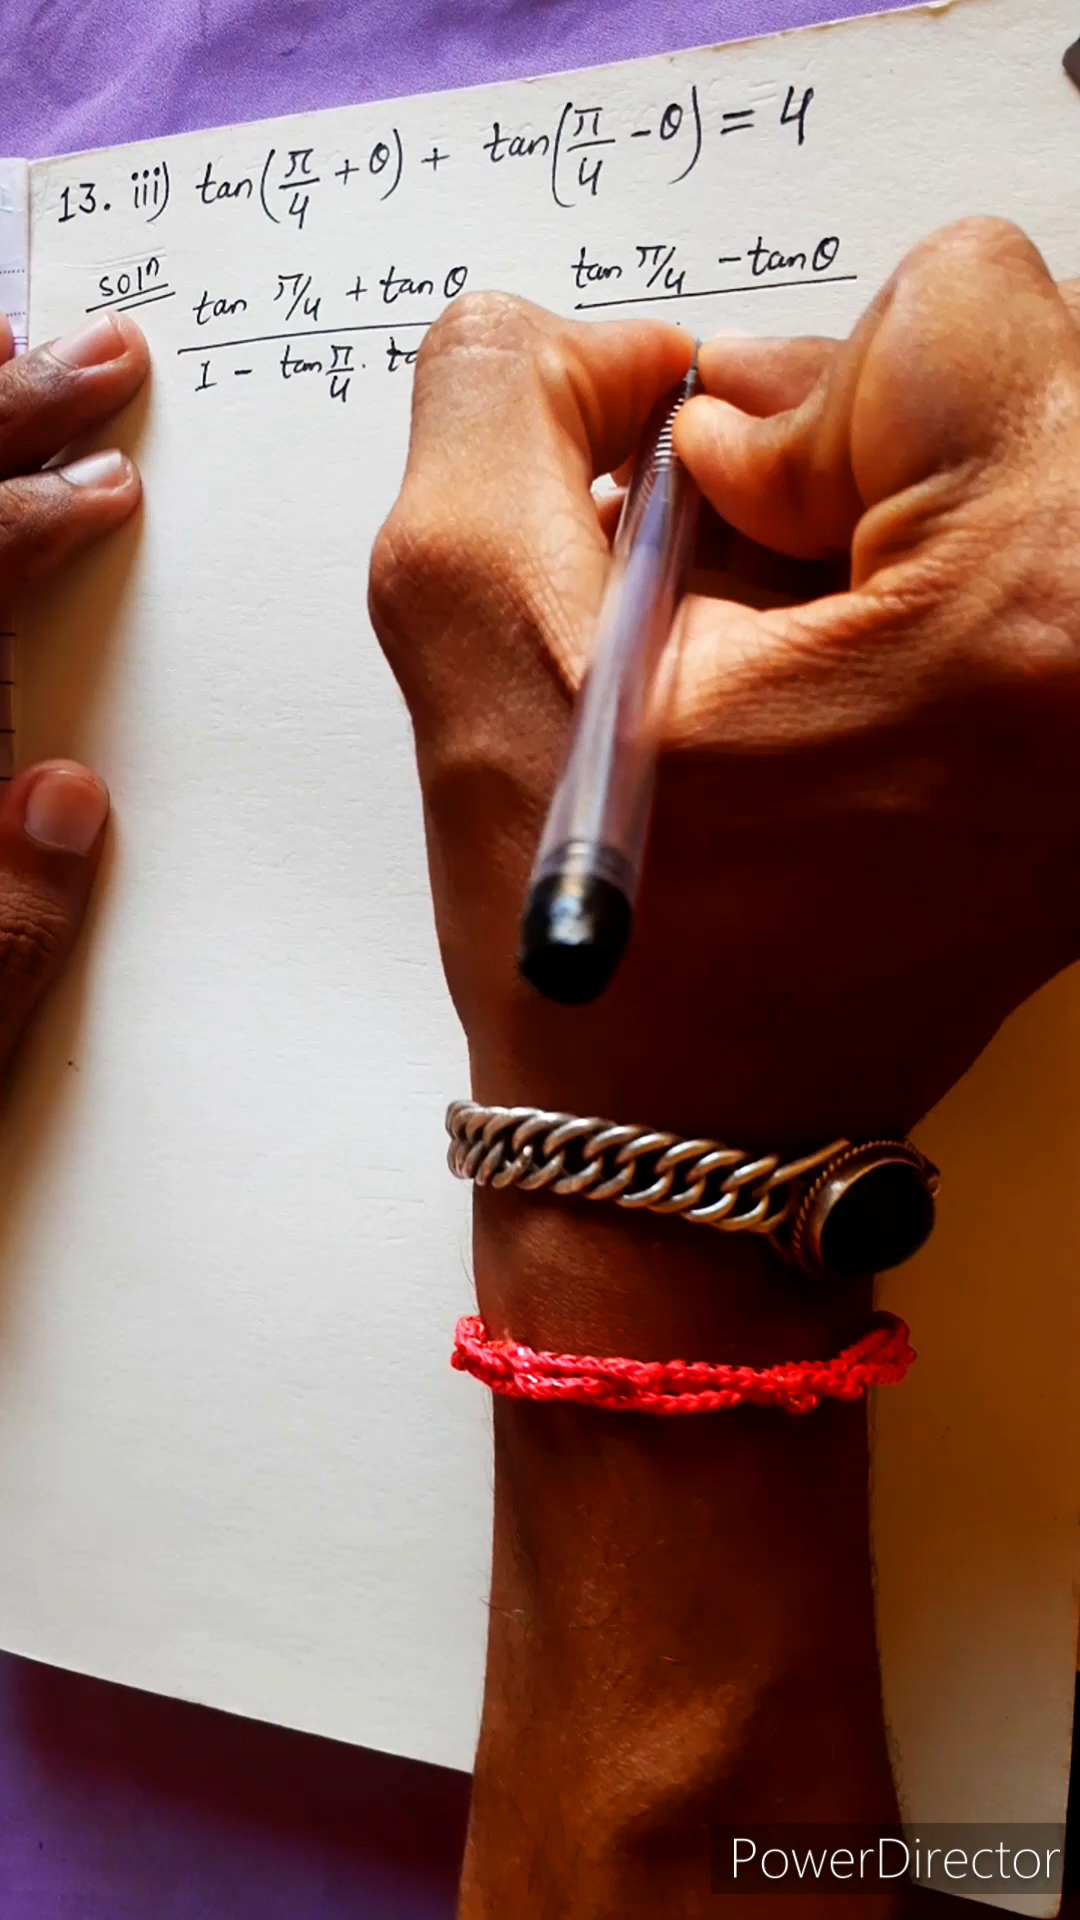 13. iii) tan(π/4 + θ) + tan(π/4 - θ) = 4
solⁿ
tan π/4 + tan θ tan π/4 - tan θ
1 - tan π/4 .
PowerDirector